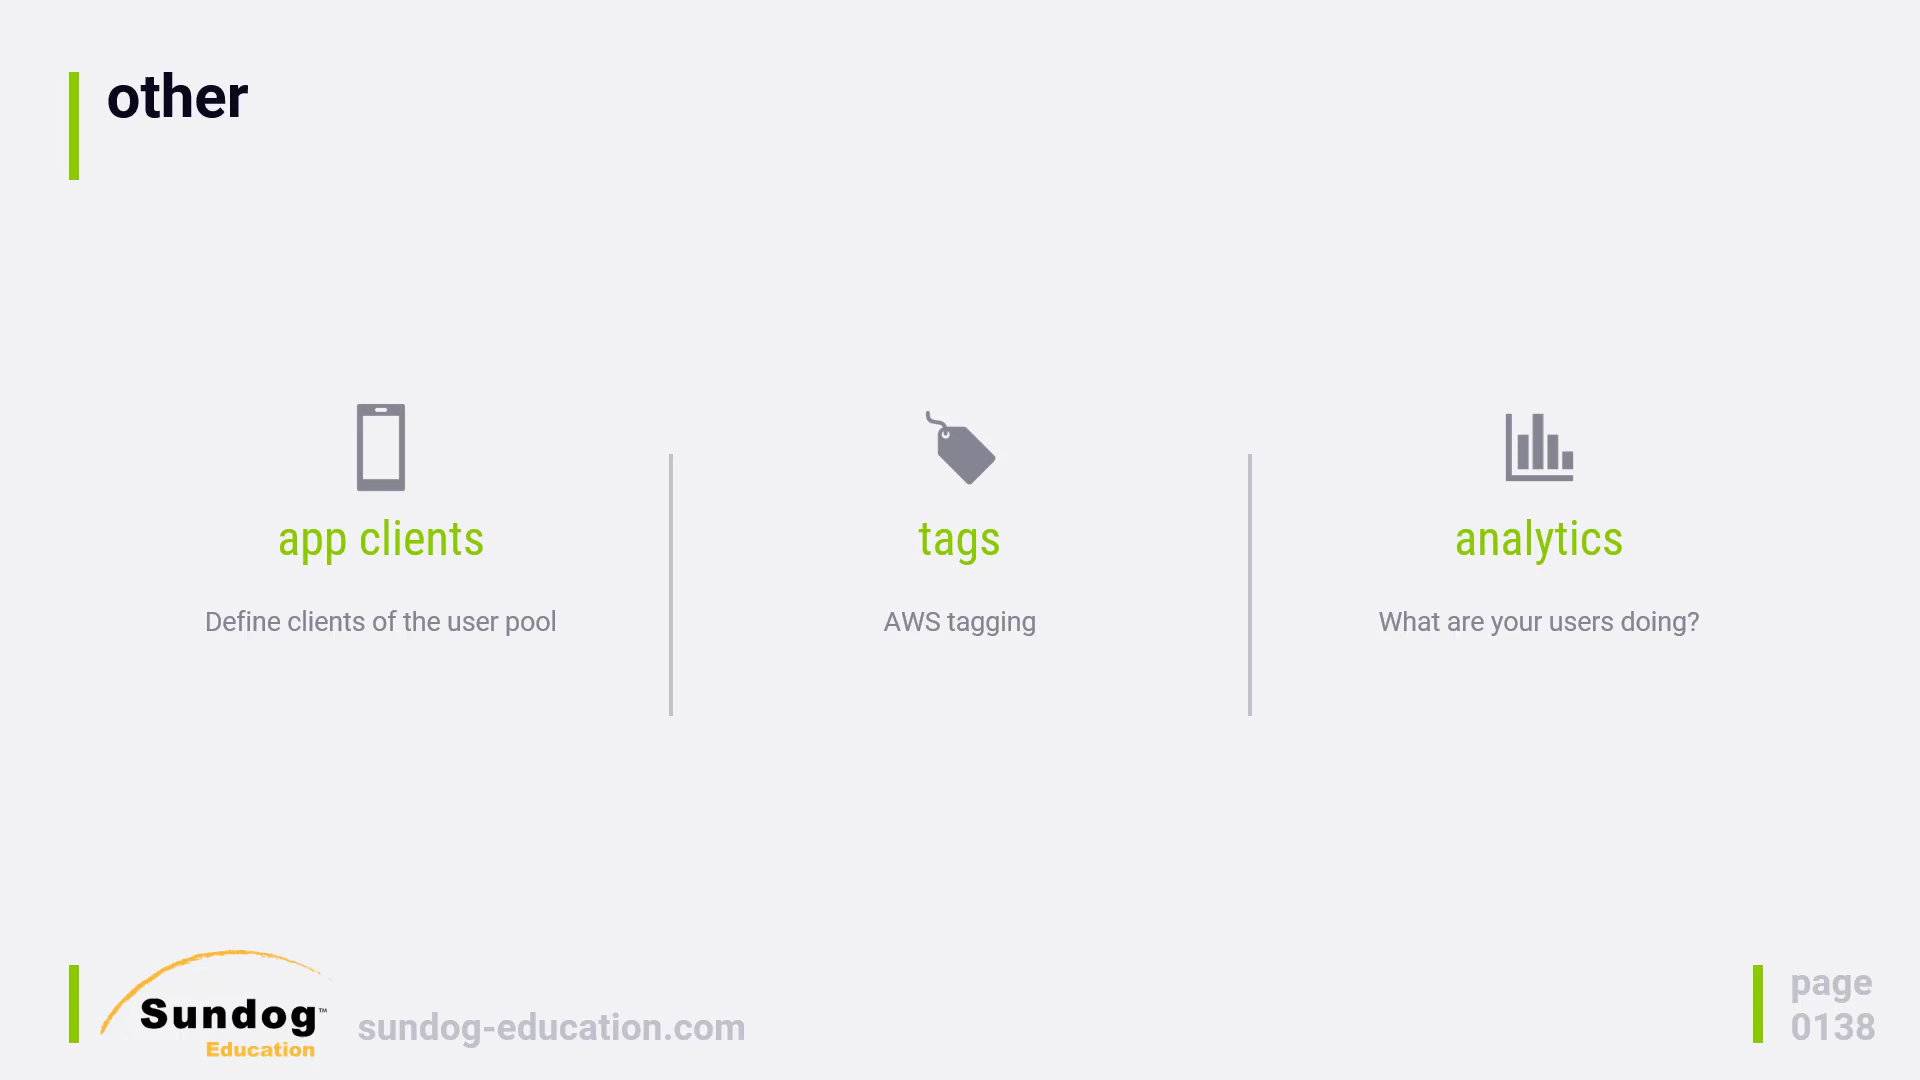 other
app clients
Define clients of the user pool
tags
AWS tagging
analytics
What are your users doing?
Sundog™
Education
sundog-education.com
page
0138